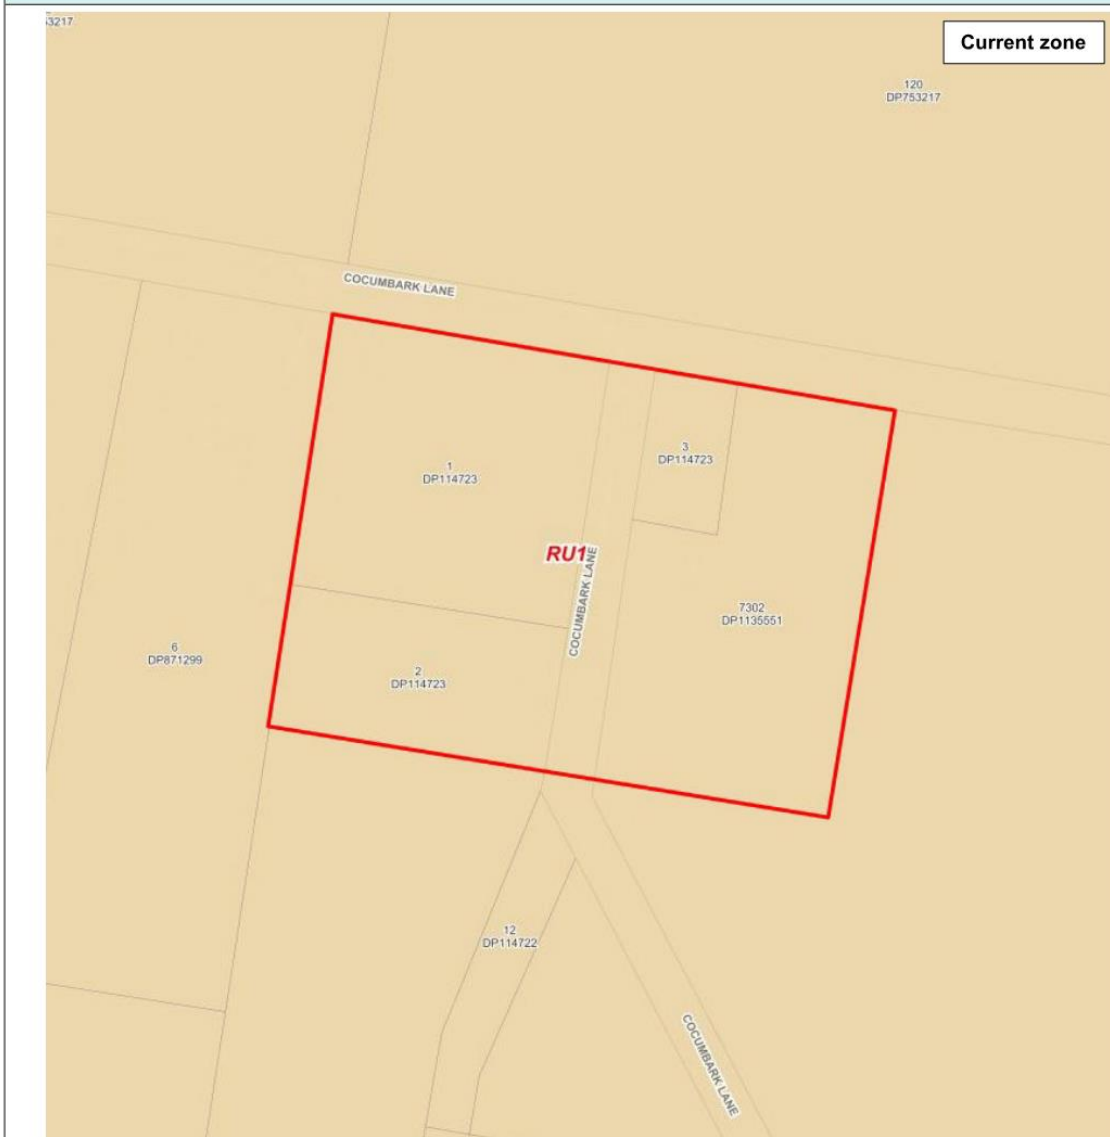 53217
Current zone
120
DP753217
COCUMBARK LANE
3
DP114723
1
DP114723
RU1
COCUMBARK LANE
7302
DP1135551
6
DP871299
2
DP114723
12
DP114722
COCUMBARK LANE